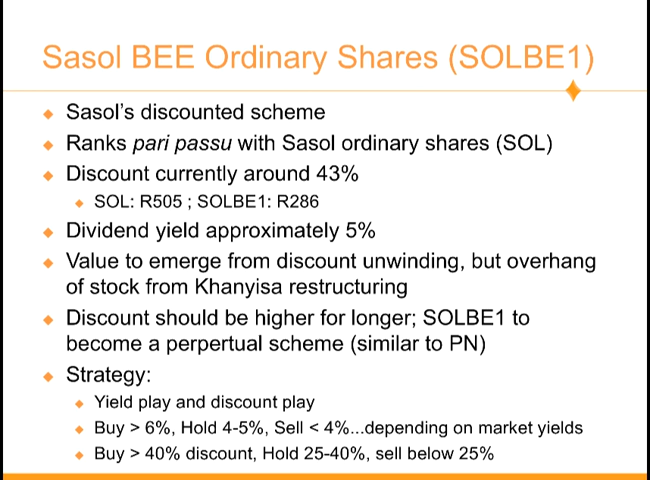 Sasol BEE Ordinary Shares (SOLBE1)
Sasol's discounted scheme
Ranks pari passu with Sasol ordinary shares (SOL)
Discount currently around 43%
SOL: R505 ; SOLBE1: R286
Dividend yield approximately 5%
Value to emerge from discount unwinding, but overhang
of stock from Khanyisa restructuring
Discount should be higher for longer; SOLBE1 to
become a perpertual scheme (similar to PN)
Strategy:
Yield play and discount play
Buy > 6%, Hold 4-5%, Sell < 4%...depending on market yields
Buy > 40% discount, Hold 25-40%, sell below 25%